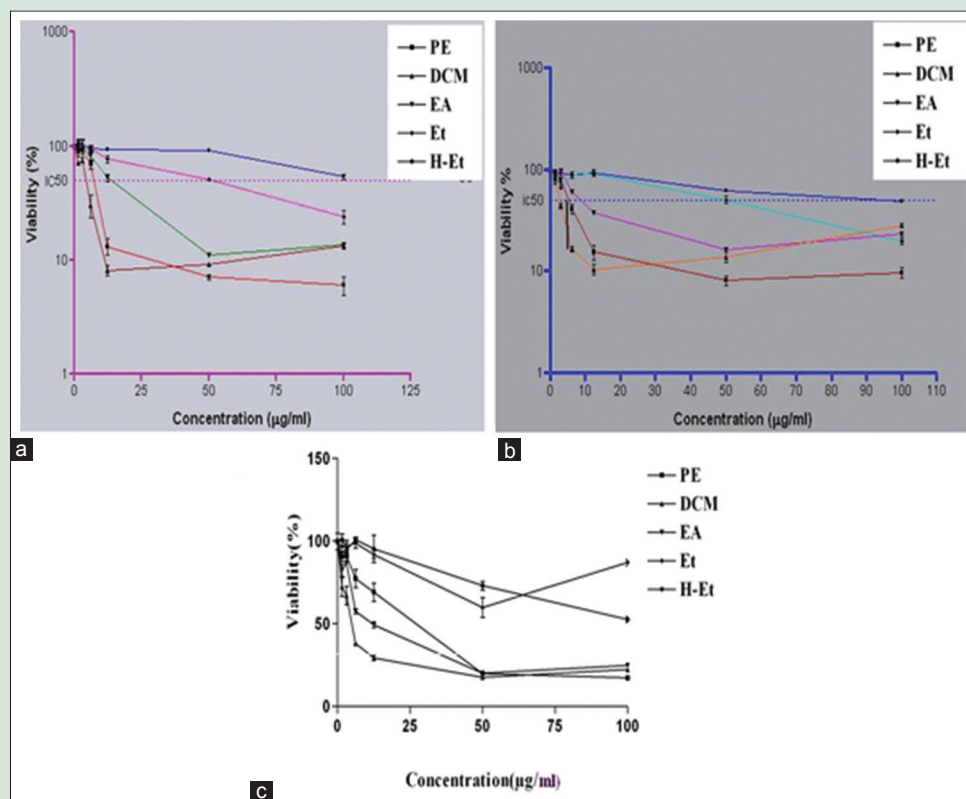 1000
100
IC50
10
1
Viability (%)
0 25 50 75 100 125
Concentration (µg/ml)
PE
DCM
EA
Et
H-Et
a
1000
100
ic50
10
1
Viability %
0 10 20 30 40 50 60 70 80 90 100 110
Concentration (µg/ml)
PE
DCM
EA
Et
H-Et
b
150
100
50
0
Viability(%)
0 25 50 75 100
Concentration(µg/ml)
PE
DCM
EA
Et
H-Et
c